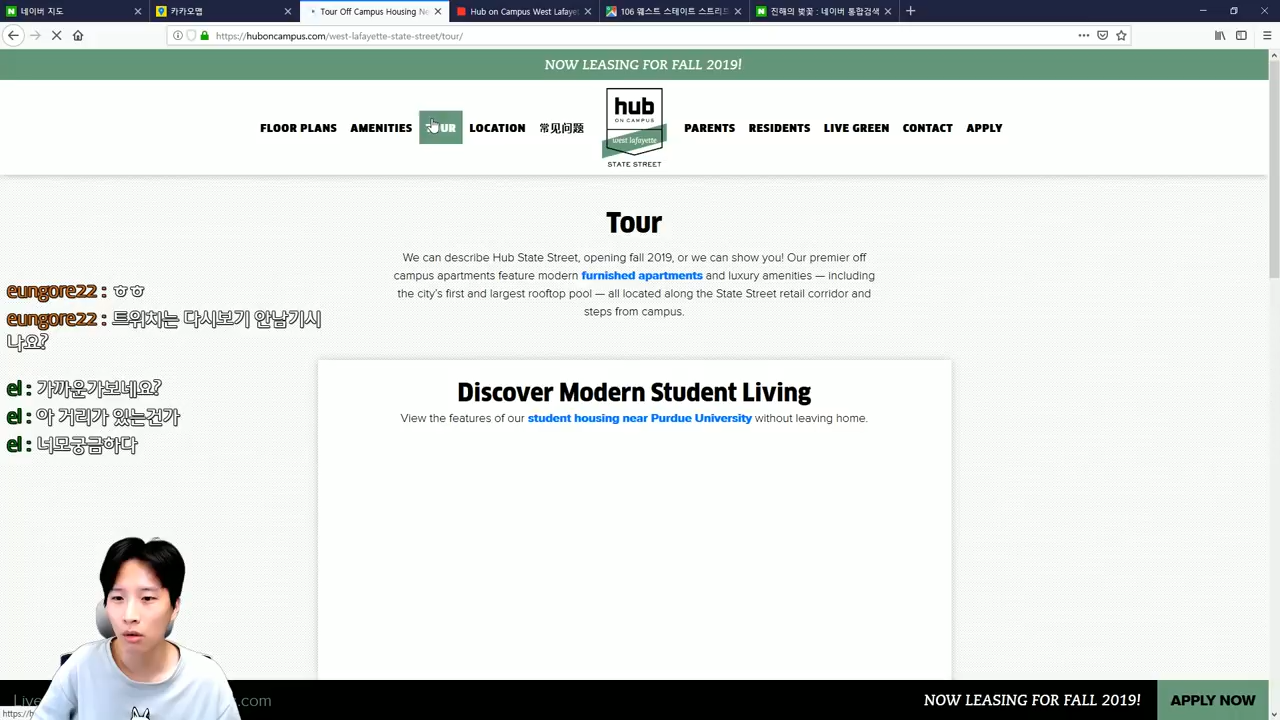 네이버 지도
카카오맵
Tour Off Campus Housing Ne
Hub on Campus West Lafayet
106 웨스트 스테이트 스트리트
진해의 벚꽃 : 네이버 통합검색
https://huboncampus.com/west-lafayette-state-street/tour/
NOW LEASING FOR FALL 2019!
FLOOR PLANS
AMENITIES
TOUR
LOCATION
常见问题
hub
ON CAMPUS
west lafayette
STATE STREET
PARENTS
RESIDENTS
LIVE GREEN
CONTACT
APPLY
Tour
We can describe Hub State Street, opening fall 2019, or we can show you! Our premier off
campus apartments feature modern furnished apartments and luxury amenities — including
the city's first and largest rooftop pool — all located along the State Street retail corridor and
steps from campus.
eungore22 : ㅎㅎ
eungore22 : 트위치는 다시보기 안남기시
나요?
el : 가까운가보네요?
el : 아 거리가 있는건가
el : 너모궁금하다
Discover Modern Student Living
View the features of our student housing near Purdue University without leaving home.
Live
.com
NOW LEASING FOR FALL 2019!
APPLY NOW